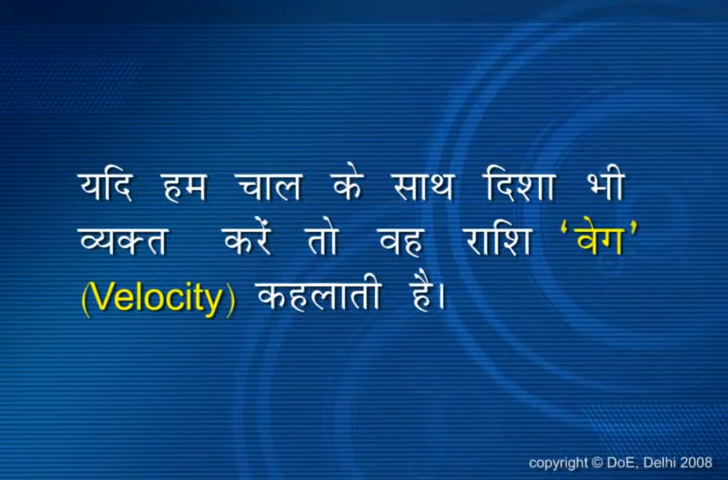 यदि हम चाल के साथ दिशा भी
व्यक्त करें तो वह राशि ‘वेग’
(Velocity) कहलाती है।
copyright © DoE, Delhi 2008